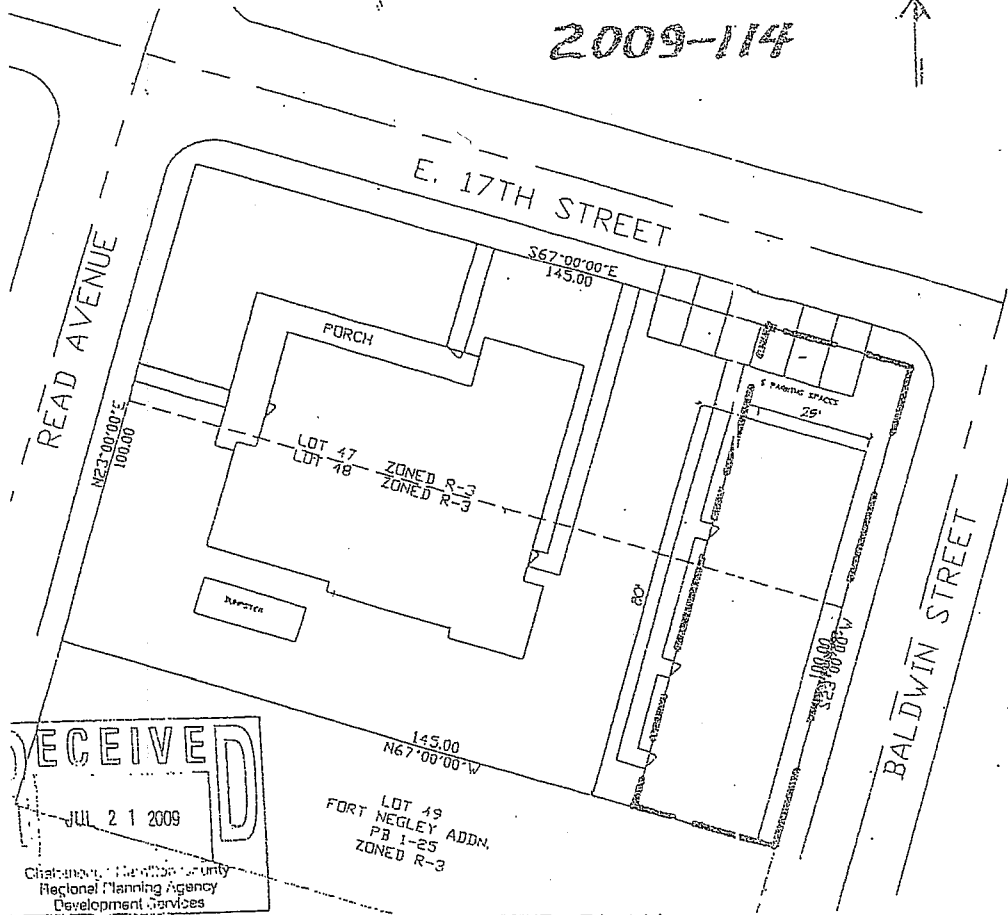 2009-114
E. 17TH STREET
READ AVENUE
S67°00'00"E
145.00
PORCH
5 PARKING SPACES
25'
N23°00'00"E
100.00
LOT 47 ZONED R-3
LOT 48 ZONED R-3
80'
S23°00'00"W
100.00
BALDWIN STREET
145.00
N67°00'00"W
LOT 49
FORT NEGLEY ADDN.
PB 1-25
ZONED R-3
RECEIVED
JUL 21 2009
County
Regional Planning Agency
Development Services